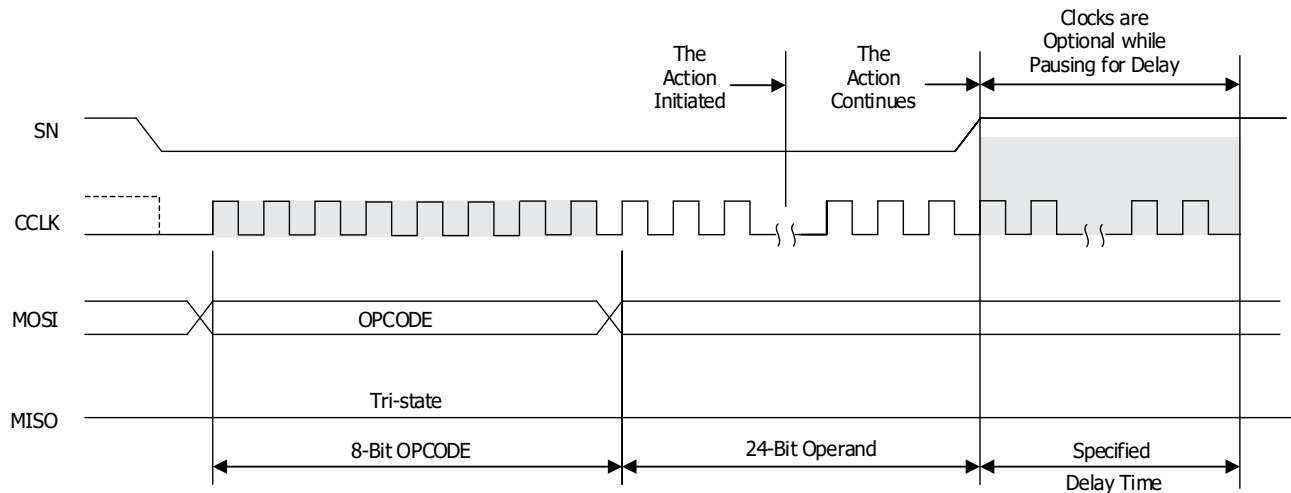 Clocks are
Optional while
Pausing for Delay
The
Action
Initiated
The
Action
Continues
SN
CCLK
MOSI
OPCODE
MISO
Tri-state
8-Bit OPCODE
24-Bit Operand
Specified
Delay Time